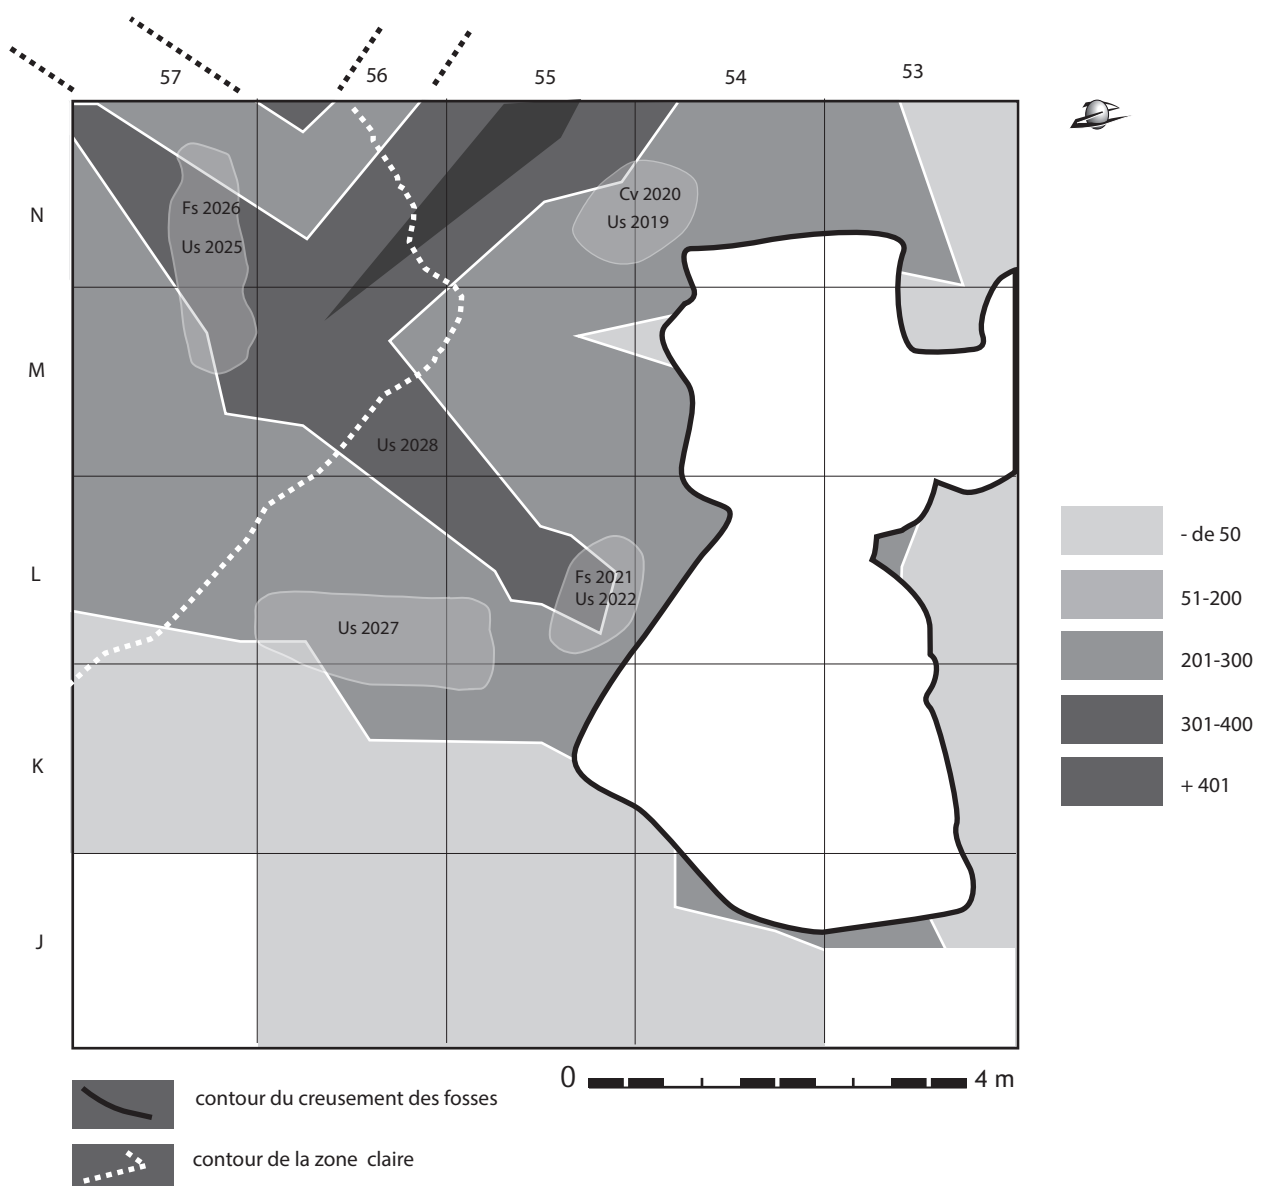 57 56 55 54 53
N
Fs 2026
Us 2025
Cv 2020
Us 2019
M
Us 2028
L
Fs 2021
Us 2022
Us 2027
K
J
- de 50
51-200
201-300
301-400
+ 401
0 4 m
contour du creusement des fosses
contour de la zone claire